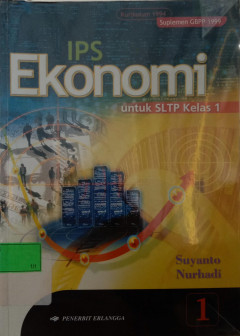 Kurikulum 1994
Suplemen GBPP 1999
IPS
Ekonomi
untuk SLTP Kelas 1
Suyanto
Nurhadi
PENERBIT ERLANGGA
1